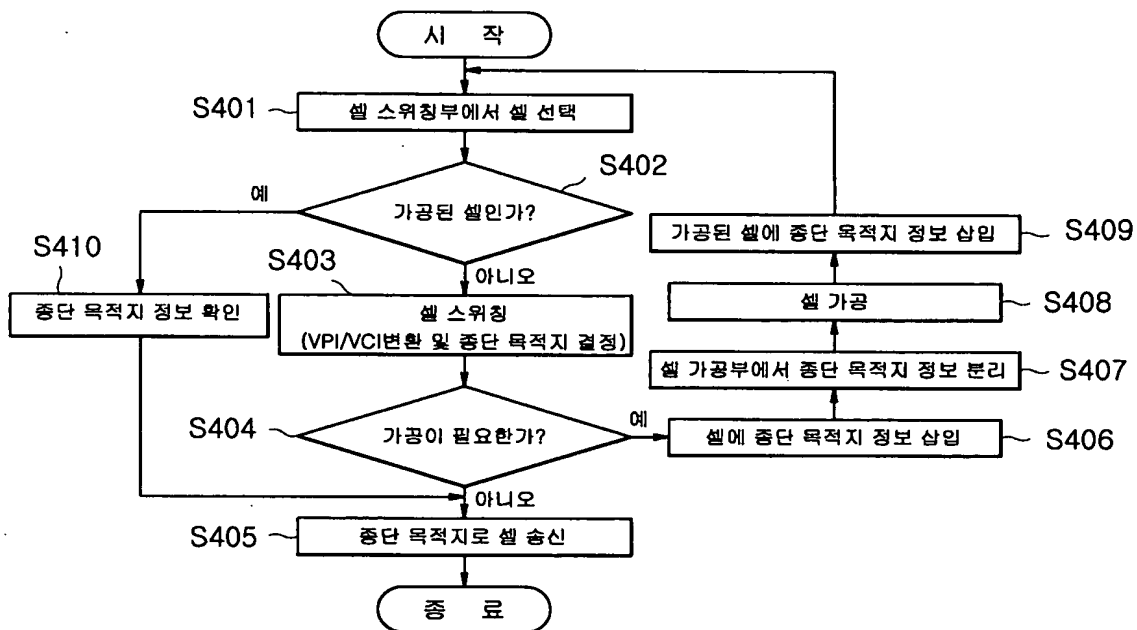 시 작
S401
셀 스위칭부에서 셀 선택
S402
예
가공된 셀인가?
S409
가공된 셀에 종단 목적지 정보 삽입
S410
S403
아니오
종단 목적지 정보 확인
셀 스위칭
(VPI/VCI변환 및 종단 목적지 결정)
셀 가공
S408
셀 가공부에서 종단 목적지 정보 분리
S407
S404
가공이 필요한가?
예
셀에 종단 목적지 정보 삽입
S406
아니오
S405
종단 목적지로 셀 송신
종 료